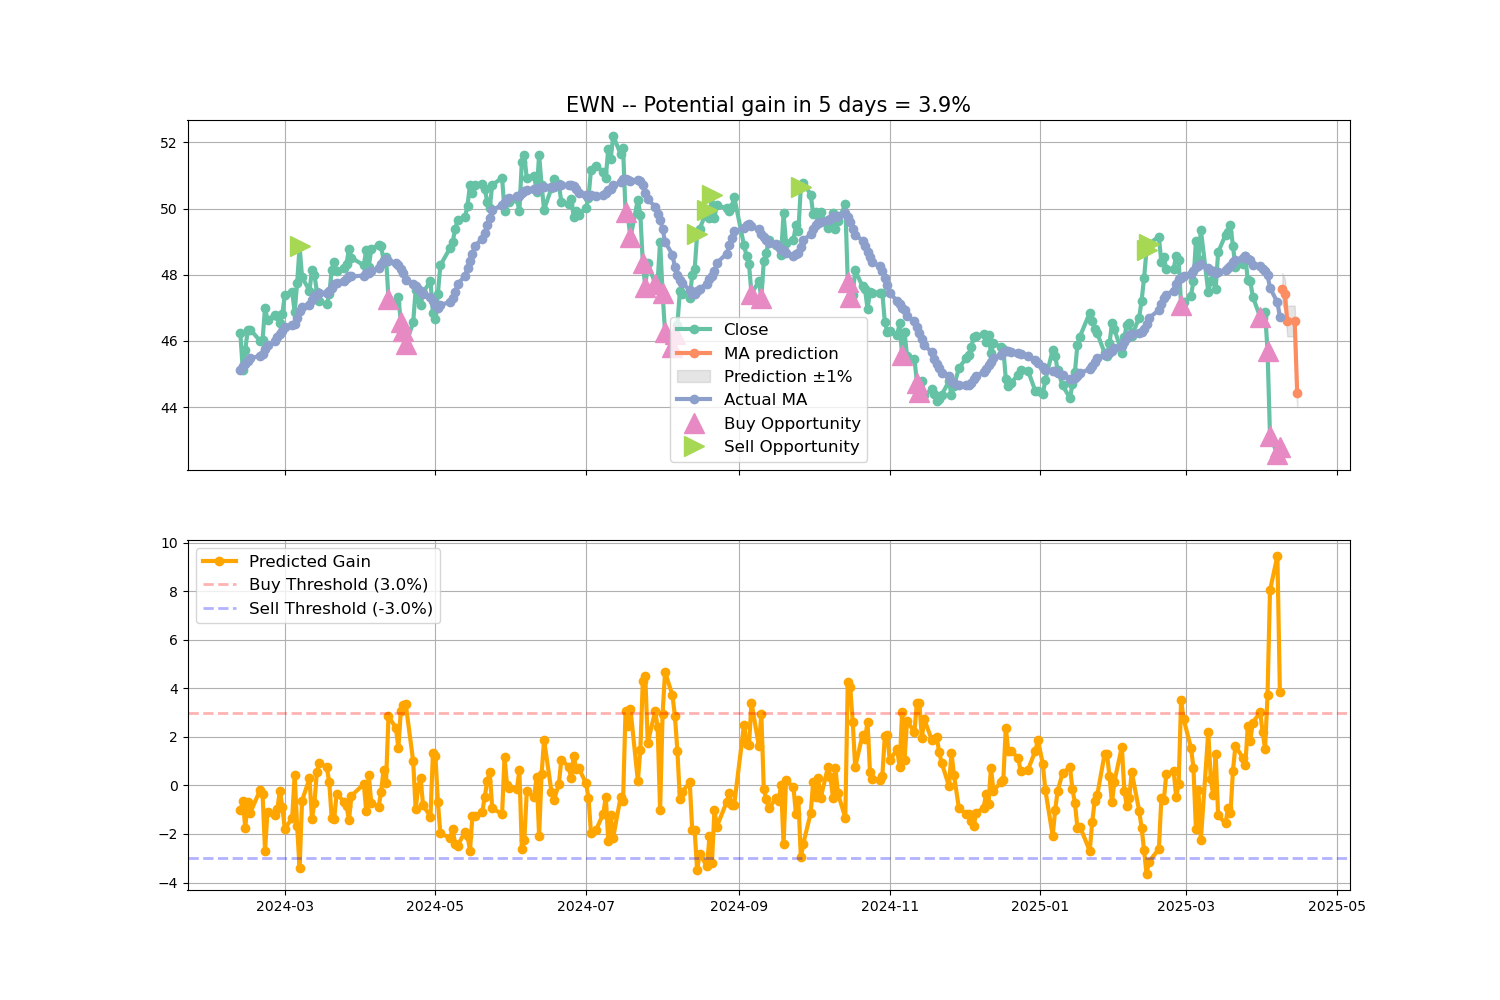 EWN -- Potential gain in 5 days = 3.9%
52
50
48
46
44
Close
MA prediction
Prediction ±1%
Actual MA
Buy Opportunity
Sell Opportunity
10
8
6
4
2
0
−2
−4
Predicted Gain
Buy Threshold (3.0%)
Sell Threshold (-3.0%)
2024-03
2024-05
2024-07
2024-09
2024-11
2025-01
2025-03
2025-05